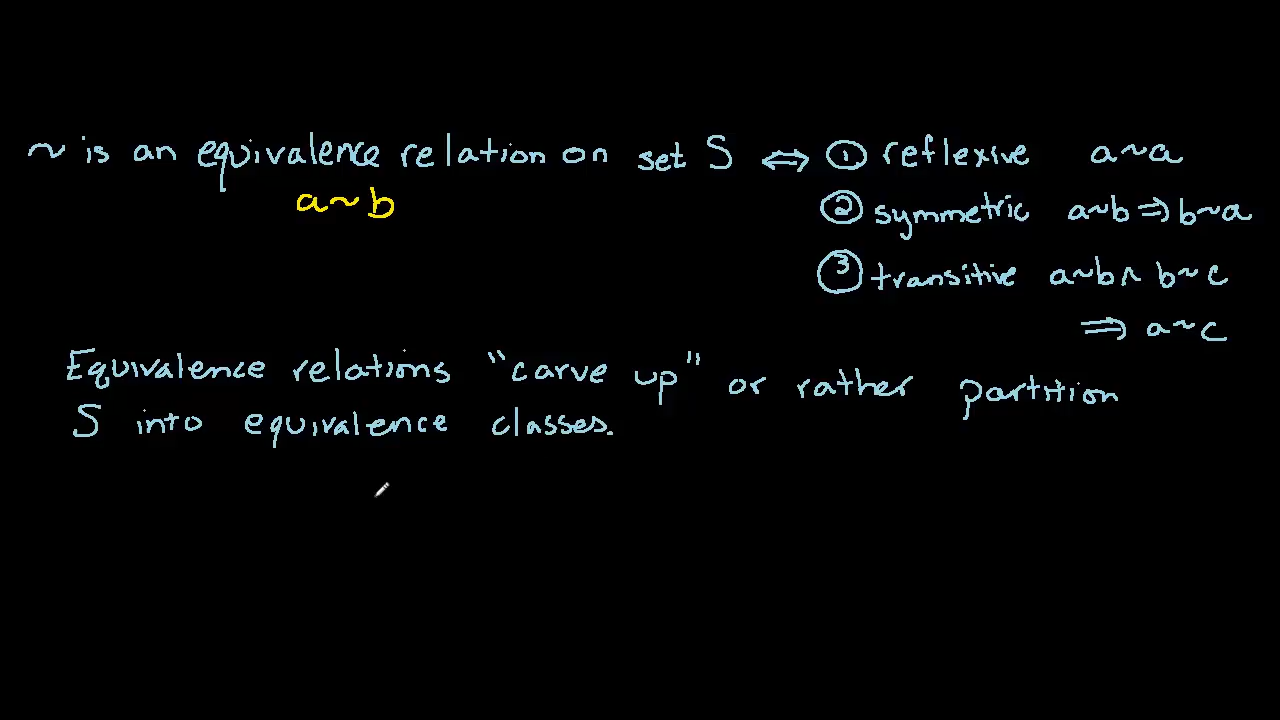 ~ is an equivalence relation on set S ⇔ ① reflexive a~a
a~b
② symmetric a~b ⇒ b~a
③ transitive a~b ∧ b~c
⇒ a~c
Equivalence relations "carve up" or rather partition
S into equivalence classes.